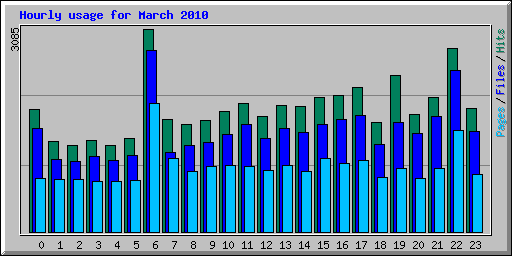 Hourly usage for March 2010
3085
Pages/Files/Hits
0 1 2 3 4 5 6 7 8 9 10 11 12 13 14 15 16 17 18 19 20 21 22 23